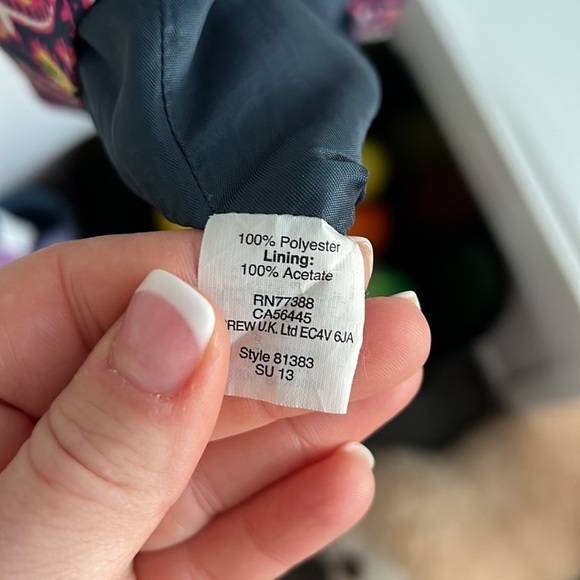 100% Polyester
Lining:
100% Acetate
RN77388
CA56445
REW U.K. Ltd EC4V 6JA
Style 81383
SU 13